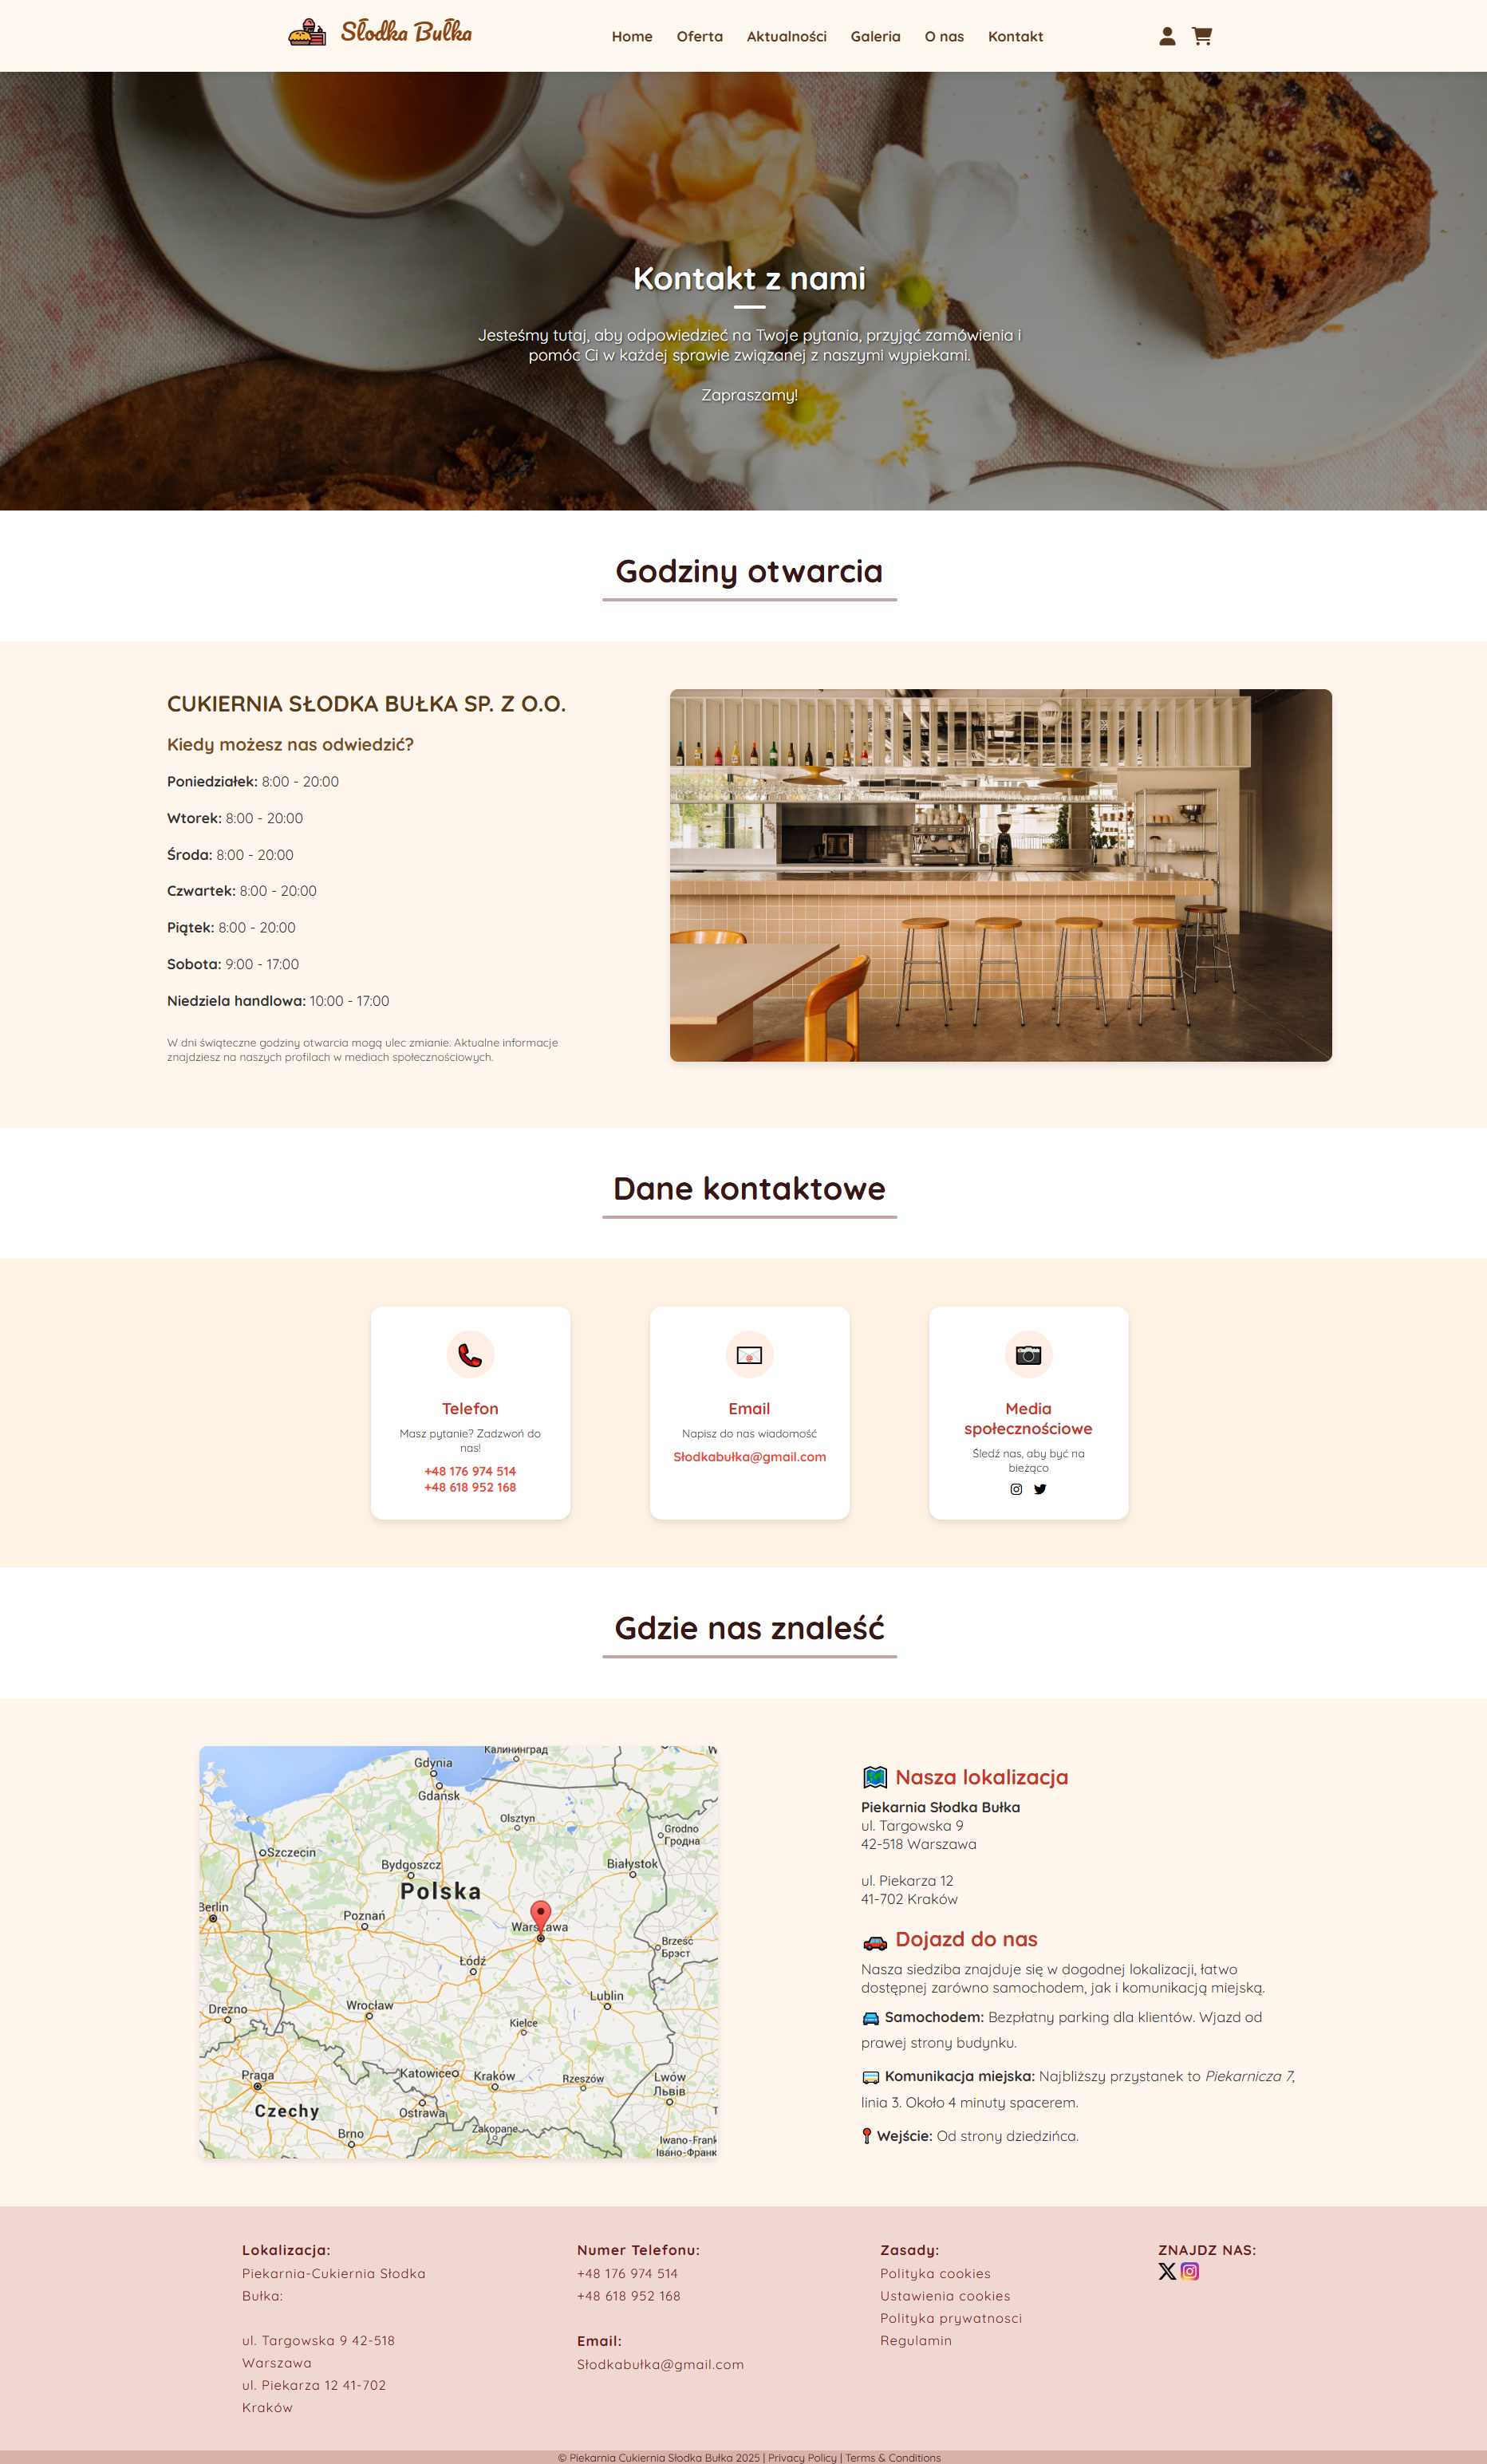 Słodka Bułka
Home Oferta Aktualności Galeria O nas Kontakt
Kontakt z nami
Jesteśmy tutaj, aby odpowiedzieć na Twoje pytania, przyjąć zamówienia i
pomóc Ci w każdej sprawie związanej z naszymi wypiekami.
Zapraszamy!
Godziny otwarcia
CUKIERNIA SŁODKA BUŁKA SP. Z O.O.
Kiedy możesz nas odwiedzić?
Poniedziałek: 8:00 - 20:00
Wtorek: 8:00 - 20:00
Środa: 8:00 - 20:00
Czwartek: 8:00 - 20:00
Piątek: 8:00 - 20:00
Sobota: 9:00 - 17:00
Niedziela handlowa: 10:00 - 17:00
W dni świąteczne godziny otwarcia mogą ulec zmianie. Aktualne informacje
znajdziesz na naszych profilach w mediach społecznościowych.
Dane kontaktowe
Telefon
Masz pytanie? Zadzwoń do
nas!
+48 176 974 514
+48 618 952 168
Email
Napisz do nas wiadomość
Słodkabułka@gmail.com
Media
społecznościowe
Śledź nas, aby być na
bieżąco
Gdzie nas znaleść
Калининград
Gdynia
Gdańsk
Olsztyn
Grodno
Гродна
Szczecin
Bydgoszcz
Białystok
Polska
Berlin
Poznań
Warszawa
Brześć
Брэст
Łódź
Lublin
Drezno
Wrocław
Kielce
Praga
Katowice
Kraków
Rzeszów
Lwów
Львів
Czechy
Ostrawa
Zakopane
Brno
Iwano-Frank
Івано-Франк
Nasza lokalizacja
Piekarnia Słodka Bułka
ul. Targowska 9
42-518 Warszawa
ul. Piekarza 12
41-702 Kraków
Dojazd do nas
Nasza siedziba znajduje się w dogodnej lokalizacji, łatwo
dostępnej zarówno samochodem, jak i komunikacją miejską.
Samochodem: Bezpłatny parking dla klientów. Wjazd od
prawej strony budynku.
Komunikacja miejska: Najbliższy przystanek to Piekarnicza 7,
linia 3. Około 4 minuty spacerem.
Wejście: Od strony dziedzińca.
Lokalizacja:
Piekarnia-Cukiernia Słodka
Bułka:
ul. Targowska 9 42-518
Warszawa
ul. Piekarza 12 41-702
Kraków
Numer Telefonu:
+48 176 974 514
+48 618 952 168
Email:
Słodkabułka@gmail.com
Zasady:
Polityka cookies
Ustawienia cookies
Polityka prywatnosci
Regulamin
ZNAJDZ NAS:
© Piekarnia Cukiernia Słodka Bułka 2025 | Privacy Policy | Terms & Conditions